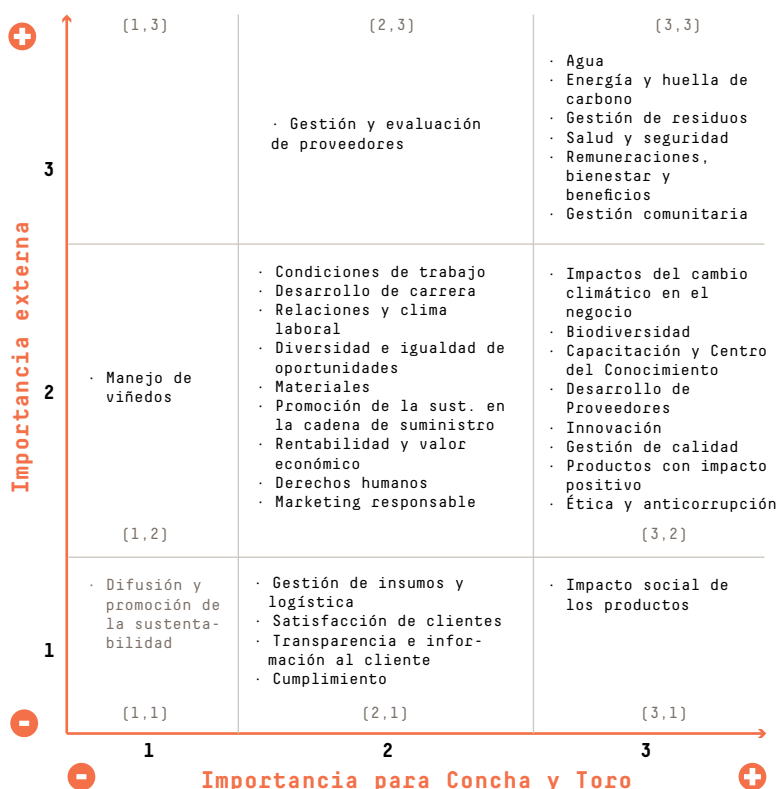 (1,3)
(2,3)
(3,3)
+
3
· Gestión y evaluación
de proveedores
· Agua
· Energía y huella de
carbono
· Gestión de residuos
· Salud y seguridad
· Remuneraciones,
bienestar y
beneficios
· Gestión comunitaria
Importancia externa
2
· Manejo de
viñedos
(1,2)
· Condiciones de trabajo
· Desarrollo de carrera
· Relaciones y clima
laboral
· Diversidad e igualdad de
oportunidades
· Materiales
· Promoción de la sust. en
la cadena de suministro
· Rentabilidad y valor
económico
· Derechos humanos
· Marketing responsable
· Impactos del cambio
climático en el
negocio
· Biodiversidad
· Capacitación y Centro
del Conocimiento
· Desarrollo de
Proveedores
· Innovación
· Gestión de calidad
· Productos con impacto
positivo
· Ética y anticorrupción
(3,2)
1
· Difusión y
promoción de
la sustenta-
bilidad
(1,1)
· Gestión de insumos y
logística
· Satisfacción de clientes
· Transparencia e infor-
mación al cliente
· Cumplimiento
(2,1)
· Impacto social de
los productos
(3,1)
-
1
2
3
-
Importancia para Concha y Toro
+